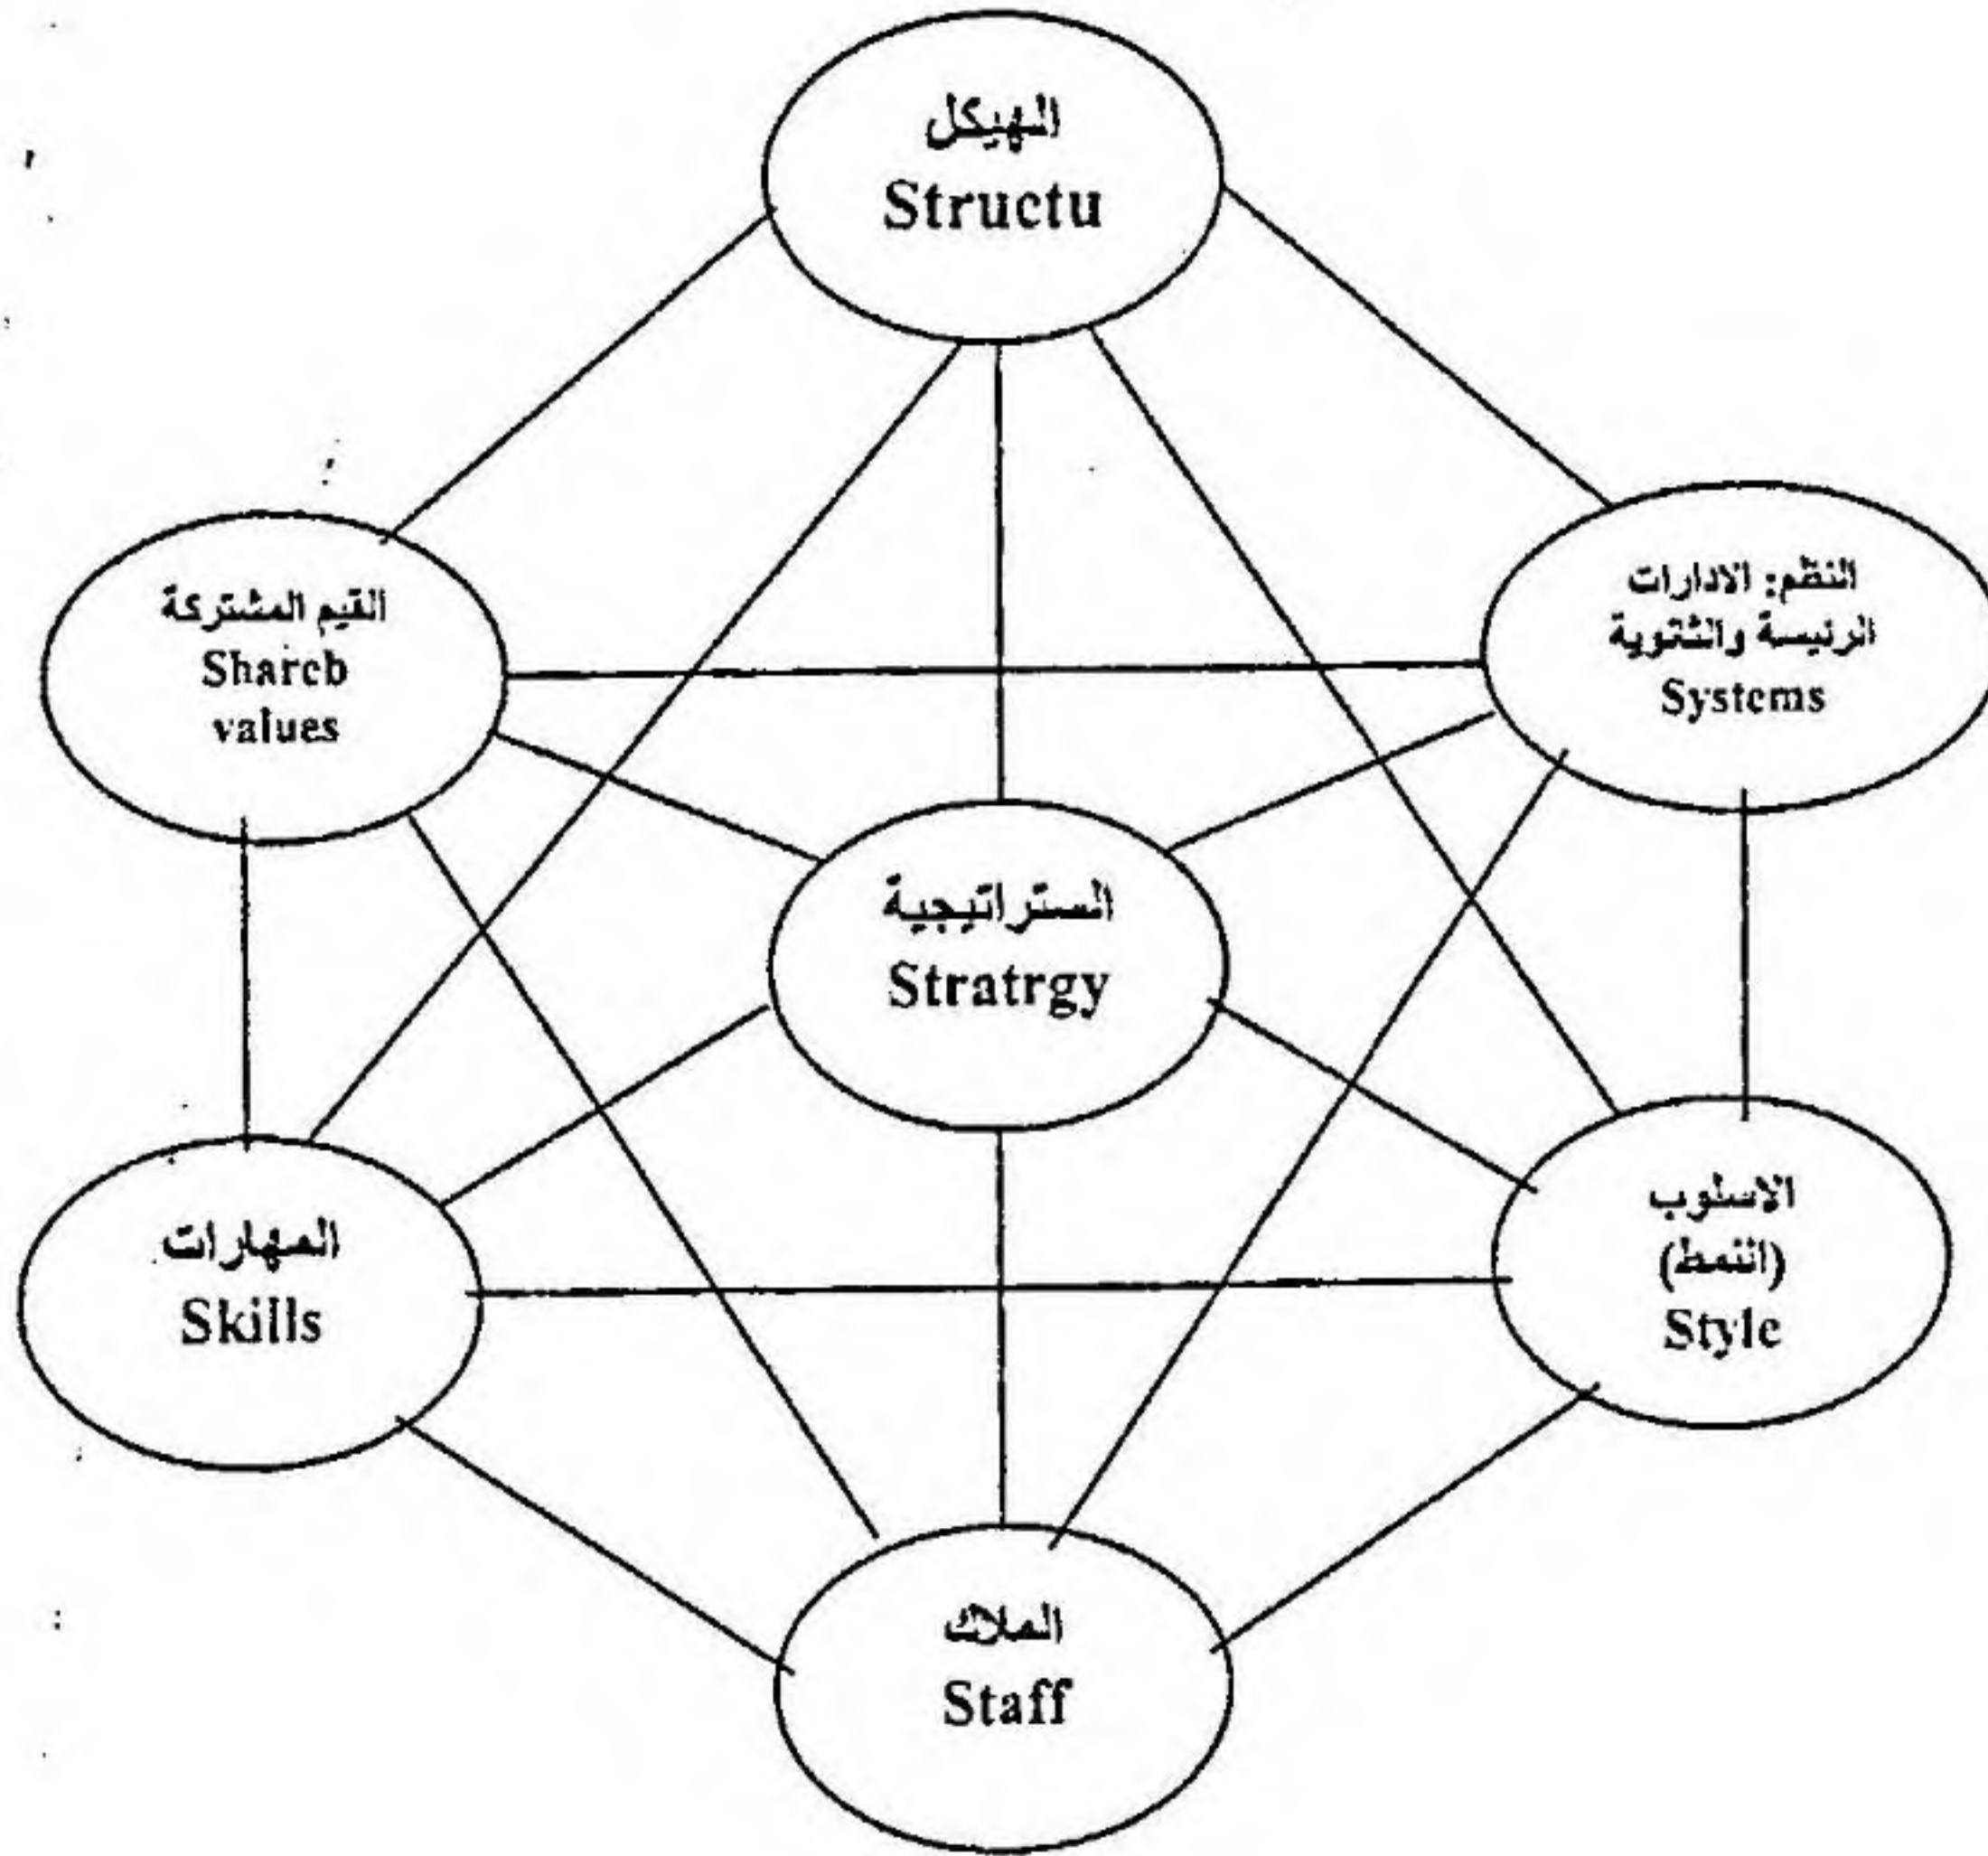 الهيكل
Structu
القيم المشتركة
Shareb
values
النظم: الادارات
الرئيسة والثنوية
Systems
الستراتيجية
Stratrgy
المهارات
Skills
الاسلوب
(النمط)
Style
الملاك
Staff